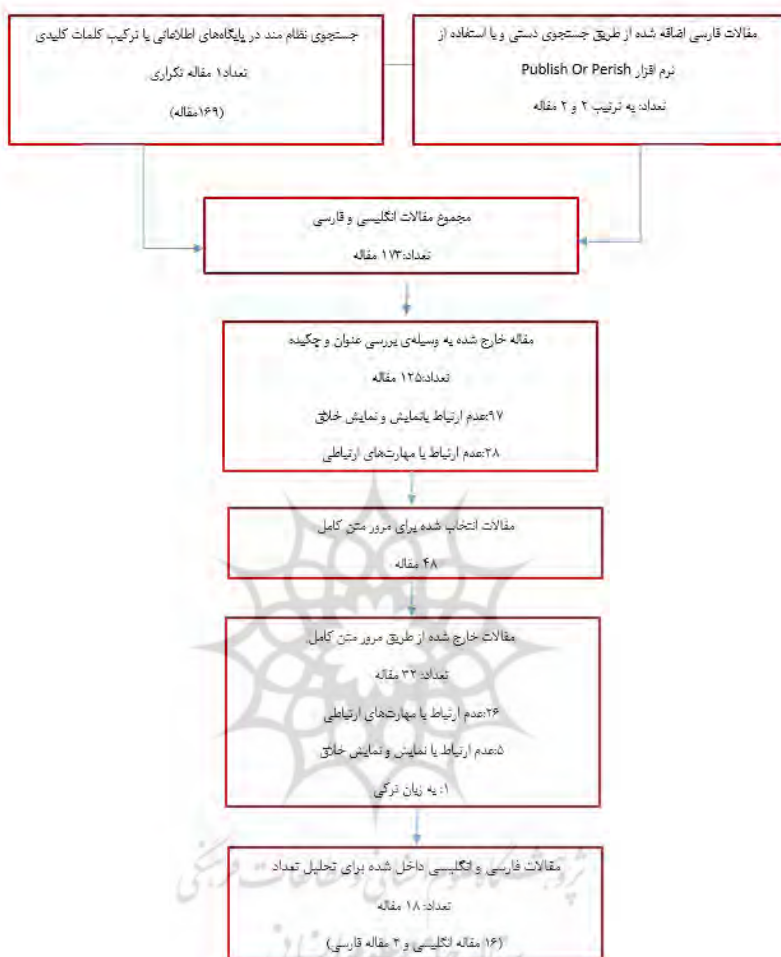 مقالات فارسی اضافه شده از طریق جستجوی دستی و یا استفاده از
نرم افزار Publish Or Perish
تعداد: به ترتیب ۲ و ۲ مقاله
جستجوی نظام مند در پایگاه‌های اطلاعاتی با ترکیب کلمات کلیدی
تعداد۱ مقاله تکراری
(۱۶۹مقاله)
مجموع مقالات انگلیسی و فارسی
تعداد:۱۷۳ مقاله
مقاله خارج شده به وسیله‌ی بررسی عنوان و چکیده
تعداد:۱۲۵ مقاله
۹۷:عدم ارتباط بانمایش و نمایش خلاق
۲۸:عدم ارتباط با مهارت‌های ارتباطی
مقالات انتخاب شده برای مرور متن کامل
۴۸ مقاله
مقالات خارج شده از طریق مرور متن کامل.
تعداد: ۳۲ مقاله
۲۶:عدم ارتباط با مهارت‌های ارتباطی
۵:عدم ارتباط با نمایش و نمایش خلاق
۱: به زبان ترکی
مقالات فارسی و انگلیسی داخل شده برای تحلیل تعداد
تعداد: ۱۸ مقاله
(۱۶ مقاله انگلیسی و ۲ مقاله فارسی)
پژوهشگاه علوم انسانی و مطالعات فرهنگی